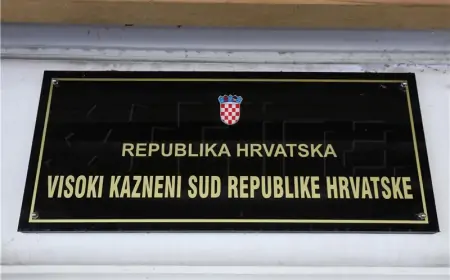 REPUBLIKA HRVATSKA
VISOKI KAZNENI SUD REPUBLIKE HRVATSKE